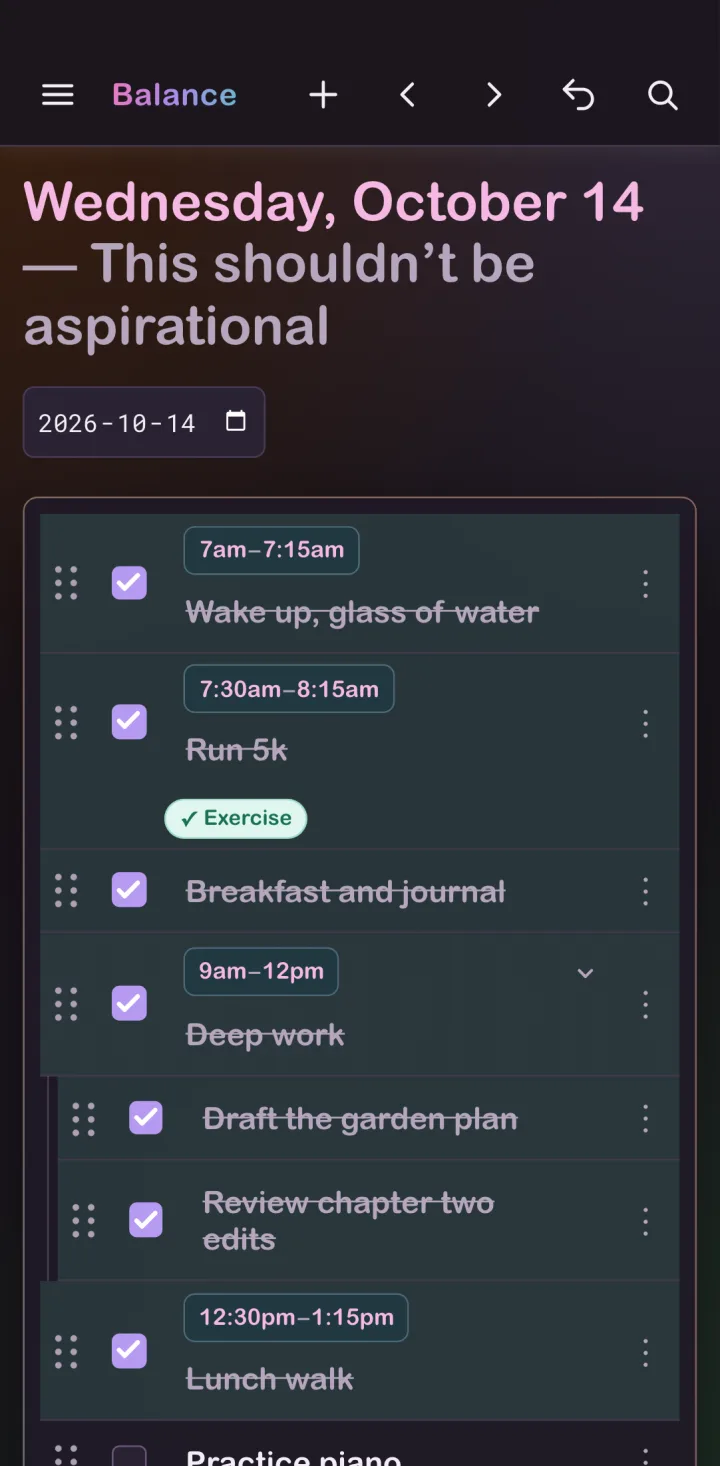 Balance
Wednesday, October 14
— This shouldn’t be
aspirational
2026-10-14
7am–7:15am
Wake up, glass of water
7:30am–8:15am
Run 5k
✓ Exercise
Breakfast and journal
9am–12pm
Deep work
Draft the garden plan
Review chapter two
edits
12:30pm–1:15pm
Lunch walk
Practice piano